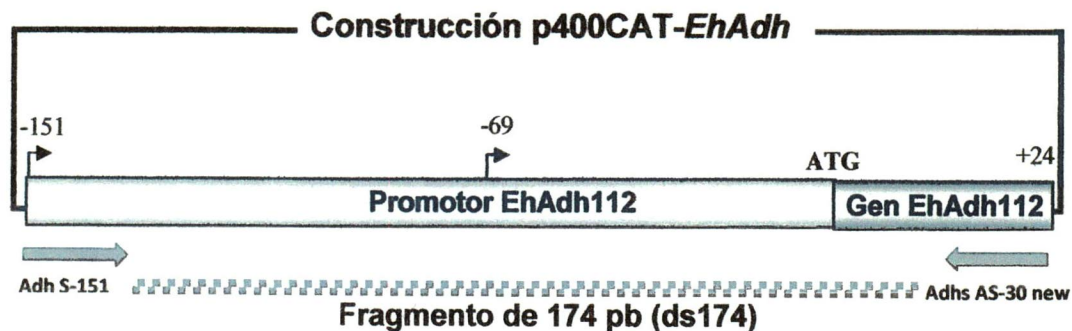 Construcción p400CAT-EhAdh
-151
-69
ATG
+24
Promotor EhAdh112
Gen EhAdh112
Adh S-151
Adhs AS-30 new
Fragmento de 174 pb (ds174)